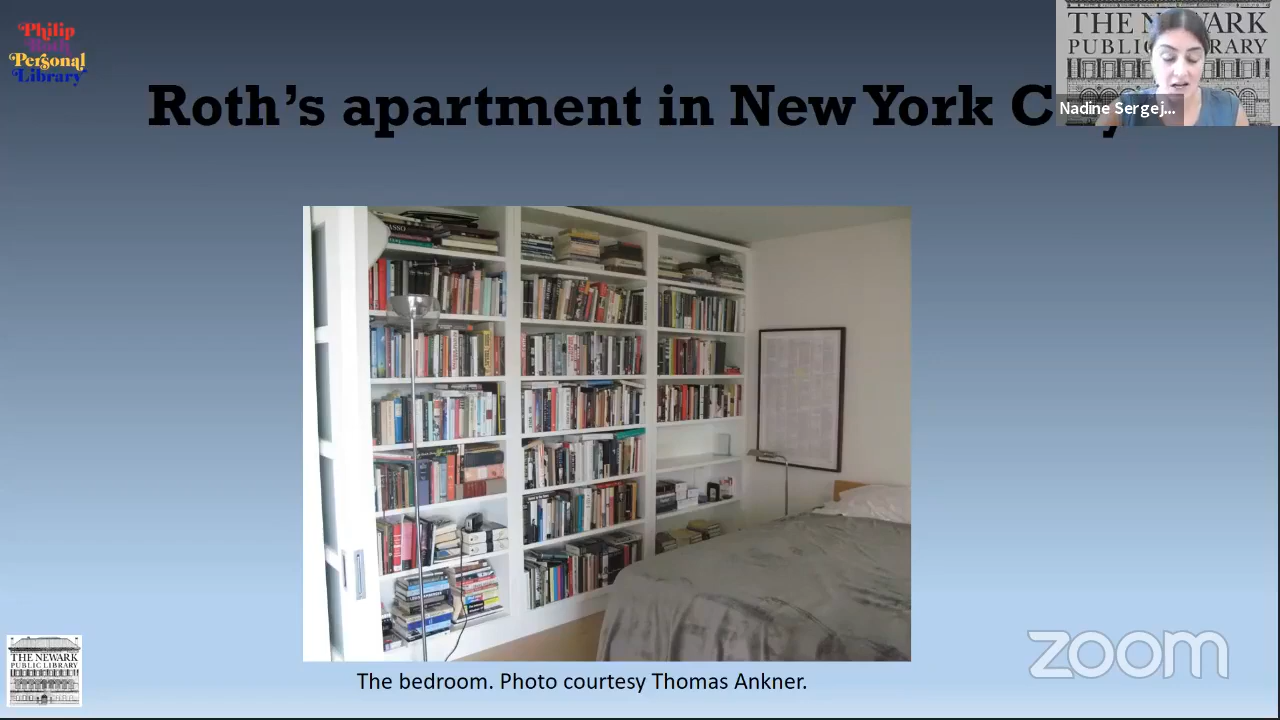 Philip
Roth
Personal
Library
THE NEWARK
PUBLIC LIBRARY
Nadine Sergej...
Roth's apartment in New York C
THE NEWARK
PUBLIC LIBRARY
zoom
The bedroom. Photo courtesy Thomas Ankner.